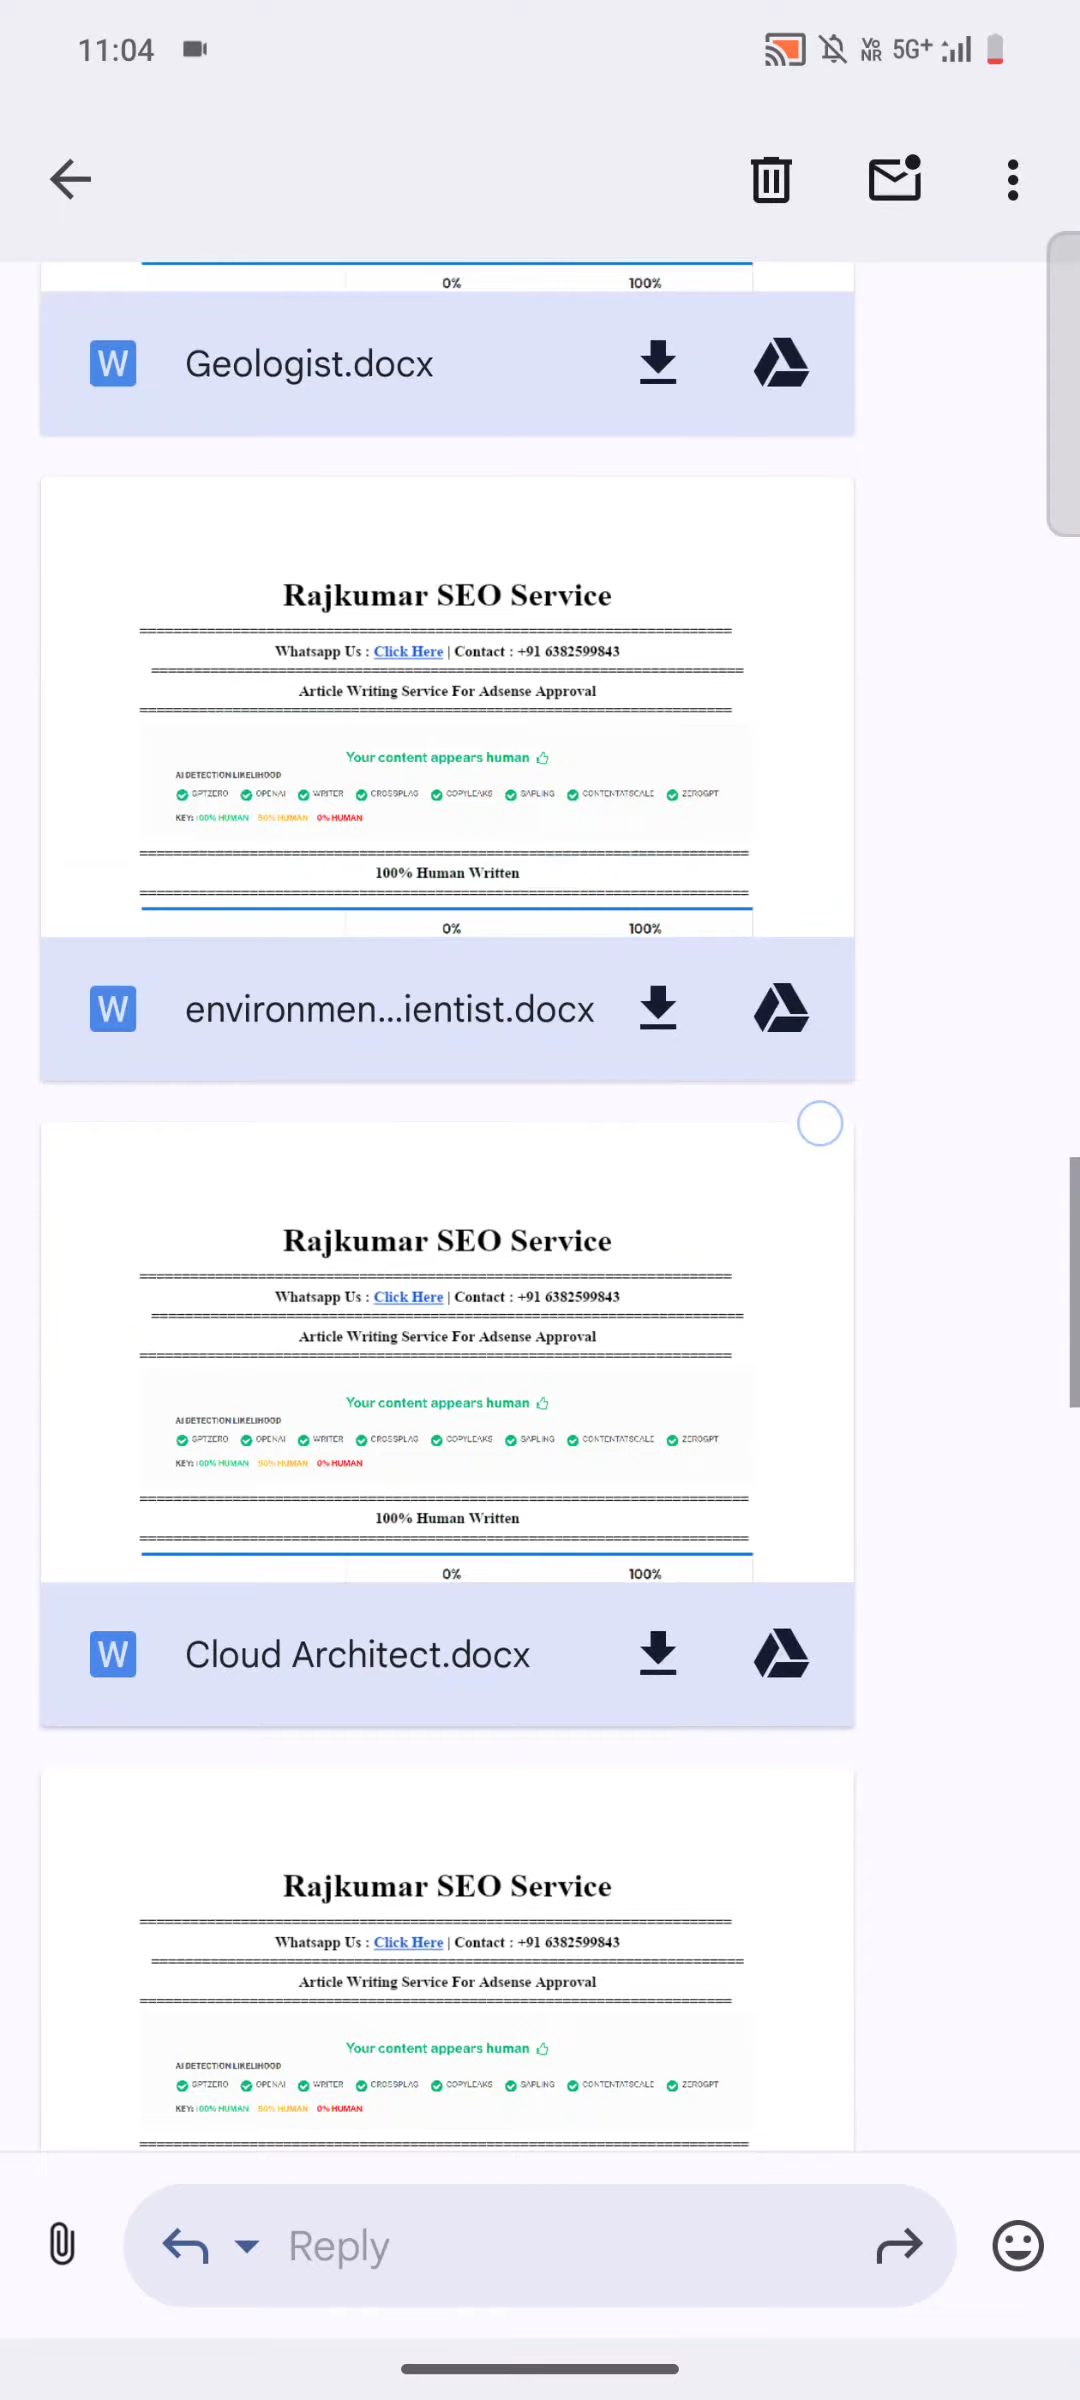 11:04
Vo
NR
5G+
0% 100%
W Geologist.docx
Rajkumar SEO Service
Whatsapp Us : Click Here | Contact : +91 6382599843
Article Writing Service For Adsense Approval
Your content appears human
AI DETECTION LIKELIHOOD
GPTZERO OPENAI WRITER CROSSPLAG COPYLEAKS SAPLING CONTENTATSCALE ZEROGPT
KEY: 100% HUMAN 50% HUMAN 0% HUMAN
100% Human Written
0% 100%
W environmen...ientist.docx
Rajkumar SEO Service
Whatsapp Us : Click Here | Contact : +91 6382599843
Article Writing Service For Adsense Approval
Your content appears human
AI DETECTION LIKELIHOOD
GPTZERO OPENAI WRITER CROSSPLAG COPYLEAKS SAPLING CONTENTATSCALE ZEROGPT
KEY: 100% HUMAN 50% HUMAN 0% HUMAN
100% Human Written
0% 100%
W Cloud Architect.docx
Rajkumar SEO Service
Whatsapp Us : Click Here | Contact : +91 6382599843
Article Writing Service For Adsense Approval
Your content appears human
AI DETECTION LIKELIHOOD
GPTZERO OPENAI WRITER CROSSPLAG COPYLEAKS SAPLING CONTENTATSCALE ZEROGPT
KEY: 100% HUMAN 50% HUMAN 0% HUMAN
Reply